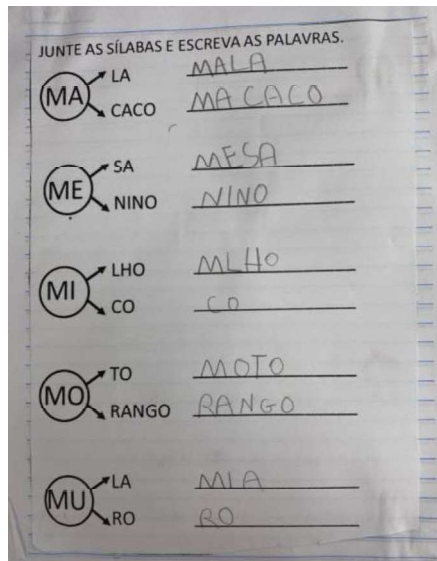 JUNTE AS SÍLABAS E ESCREVA AS PALAVRAS.
LA MALA
MA
CACO MACACO
SA MESA
ME
NINO NINO
LHO MLHO
MI
CO CO
TO MOTO
MO
RANGO RANGO
LA MLA
MU
RO RO